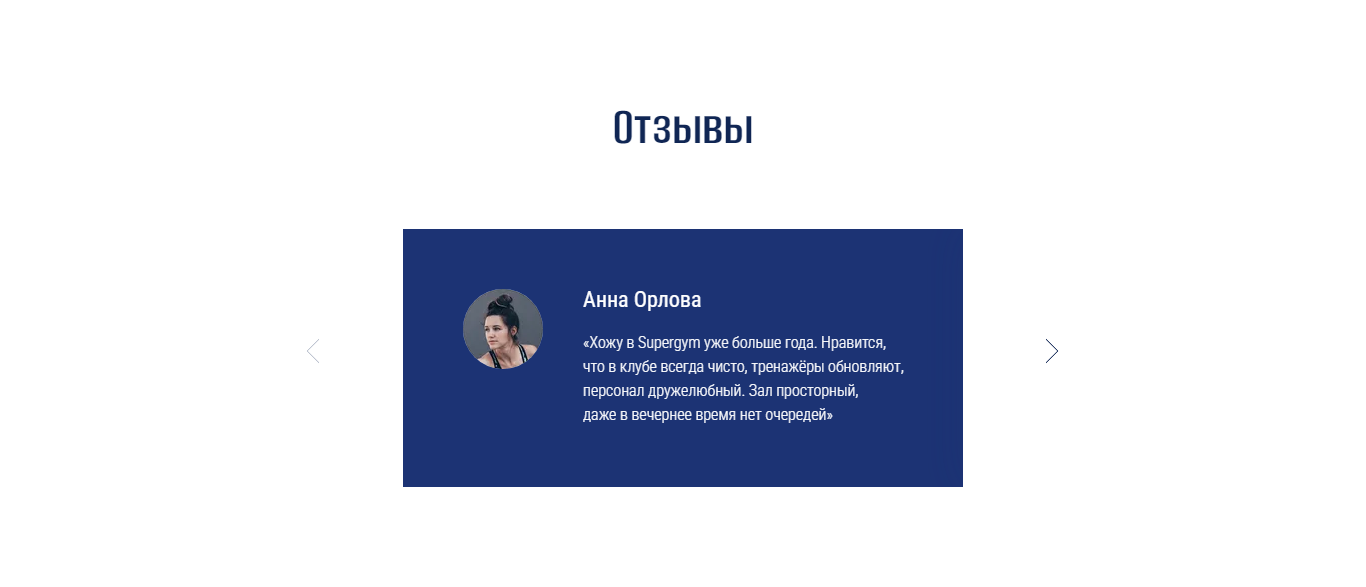 Отзывы
Анна Орлова
«Хожу в Supergym уже больше года. Нравится,
что в клубе всегда чисто, тренажёры обновляют,
персонал дружелюбный. Зал просторный,
даже в вечернее время нет очередей»